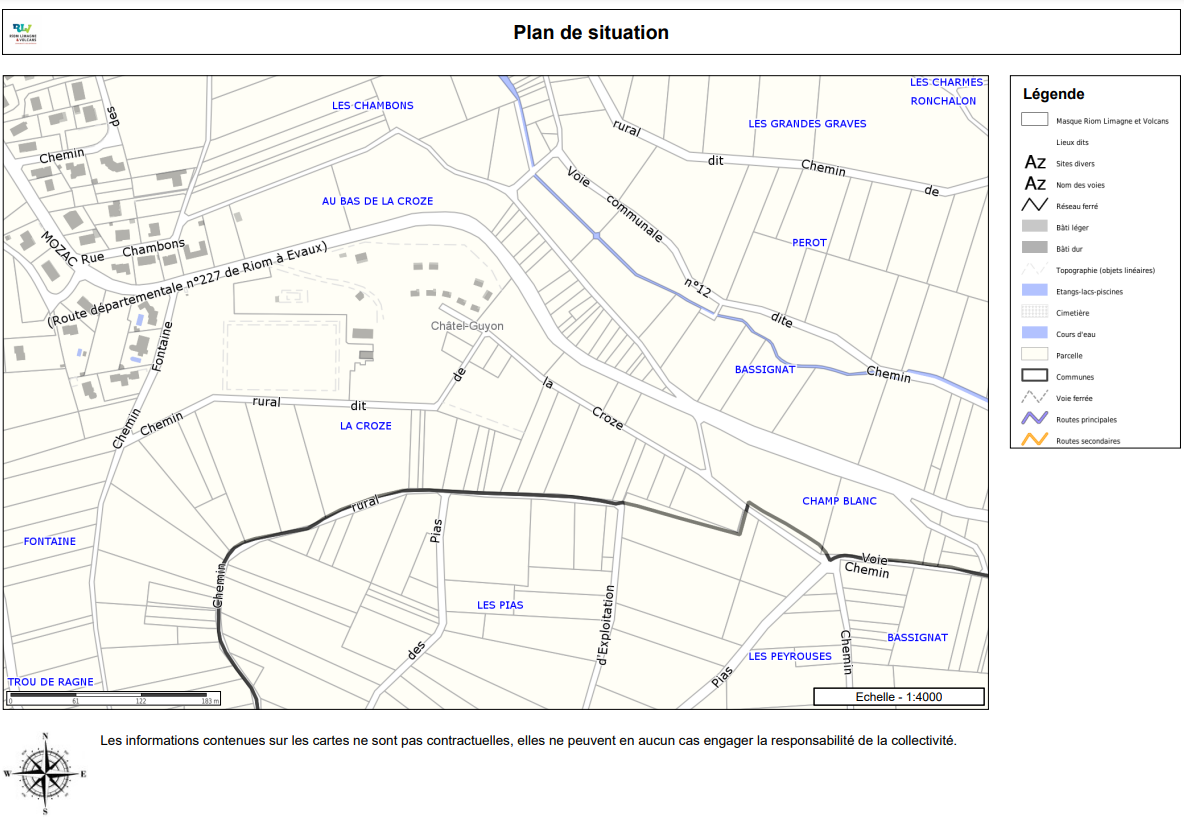 RIOM LIMAGNE
& VOLCANS
Plan de situation
LES CHARMES
RONCHALON
LES CHAMBONS
des
rural
LES GRANDES GRAVES
Chemin
dit
Chemin
de
Voie
communale
AU BAS DE LA CROZE
PEROT
MOZAC
Rue
Chambons
(Route départementale n°227 de Riom à Evaux)
n°12
dite
Châtel-Guyon
Fontaine
BASSIGNAT
Chemin
de
la
Croze
rural
dit
Chemin
Chemin
LA CROZE
CHAMP BLANC
rural
Pias
FONTAINE
Voie
Chemin
Chemin
LES PIAS
d'Exploitation
BASSIGNAT
des
LES PEYROUSES
Chemin
Pias
TROU DE RAGNE
0 61 122 183 m
Echelle - 1:4000
Légende
Masque Riom Limagne et Volcans
Lieux dits
Az Sites divers
Az Nom des voies
Réseau ferré
Bâti léger
Bâti dur
Topographie (objets linéaires)
Etangs-lacs-piscines
Cimetière
Cours d'eau
Parcelle
Communes
Voie ferrée
Routes principales
Routes secondaires
N
W E
S
Les informations contenues sur les cartes ne sont pas contractuelles, elles ne peuvent en aucun cas engager la responsabilité de la collectivité.